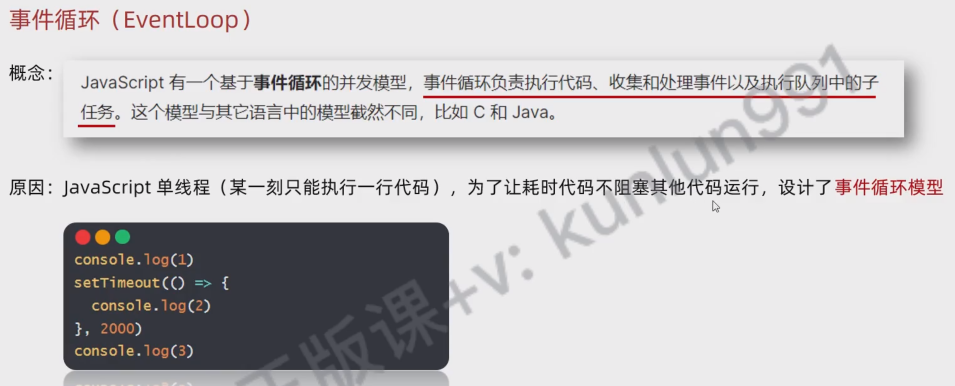 事件循环（EventLoop）
概念：
JavaScript 有一个基于事件循环的并发模型，事件循环负责执行代码、收集和处理事件以及执行队列中的子
任务。这个模型与其它语言中的模型截然不同，比如 C 和 Java。
原因：JavaScript 单线程（某一刻只能执行一行代码），为了让耗时代码不阻塞其他代码运行，设计了事件循环模型
console.log(1)
setTimeout(() => {
  console.log(2)
}, 2000)
console.log(3)
正版课+v: kunlun991